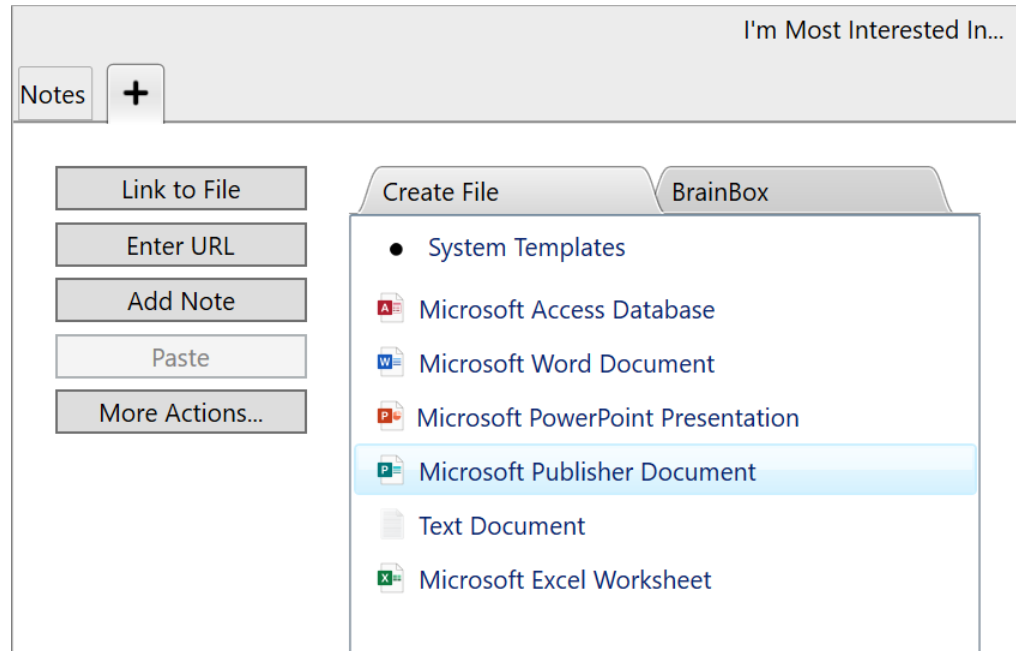 I'm Most Interested In...
Notes +
Link to File
Enter URL
Add Note
Paste
More Actions...
Create File
BrainBox
System Templates
Microsoft Access Database
Microsoft Word Document
Microsoft PowerPoint Presentation
Microsoft Publisher Document
Text Document
Microsoft Excel Worksheet